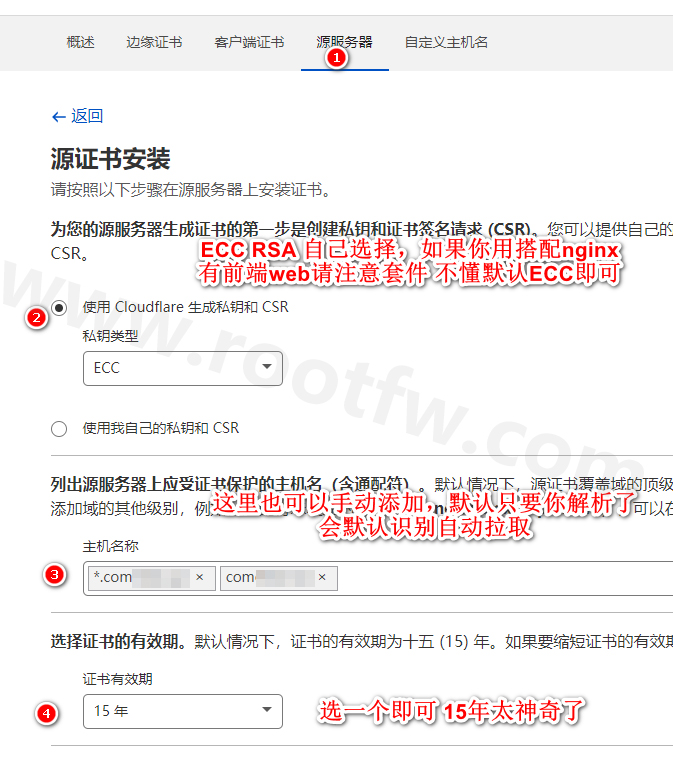 概述 边缘证书 客户端证书 源服务器 自定义主机名
1
← 返回
源证书安装
请按照以下步骤在源服务器上安装证书。
为您的源服务器生成证书的第一步是创建私钥和证书签名请求 (CSR)。您可以提供自己的
CSR。
ECC RSA 自己选择，如果你用搭配nginx
有前端web请注意套件 不懂默认ECC即可
2
使用 Cloudflare 生成私钥和 CSR
私钥类型
ECC
使用我自己的私钥和 CSR
www.rootfw.com
列出源服务器上应受证书保护的主机名（含通配符）。默认情况下，源证书覆盖域的顶级
添加域的其他级别，例
可以在
这里也可以手动添加，默认只要你解析了
会默认识别自动拉取
主机名称
3
*.com × com ×
选择证书的有效期。默认情况下，证书的有效期为十五 (15) 年。如果要缩短证书的有效期
证书有效期
4
15 年
选一个即可 15年太神奇了